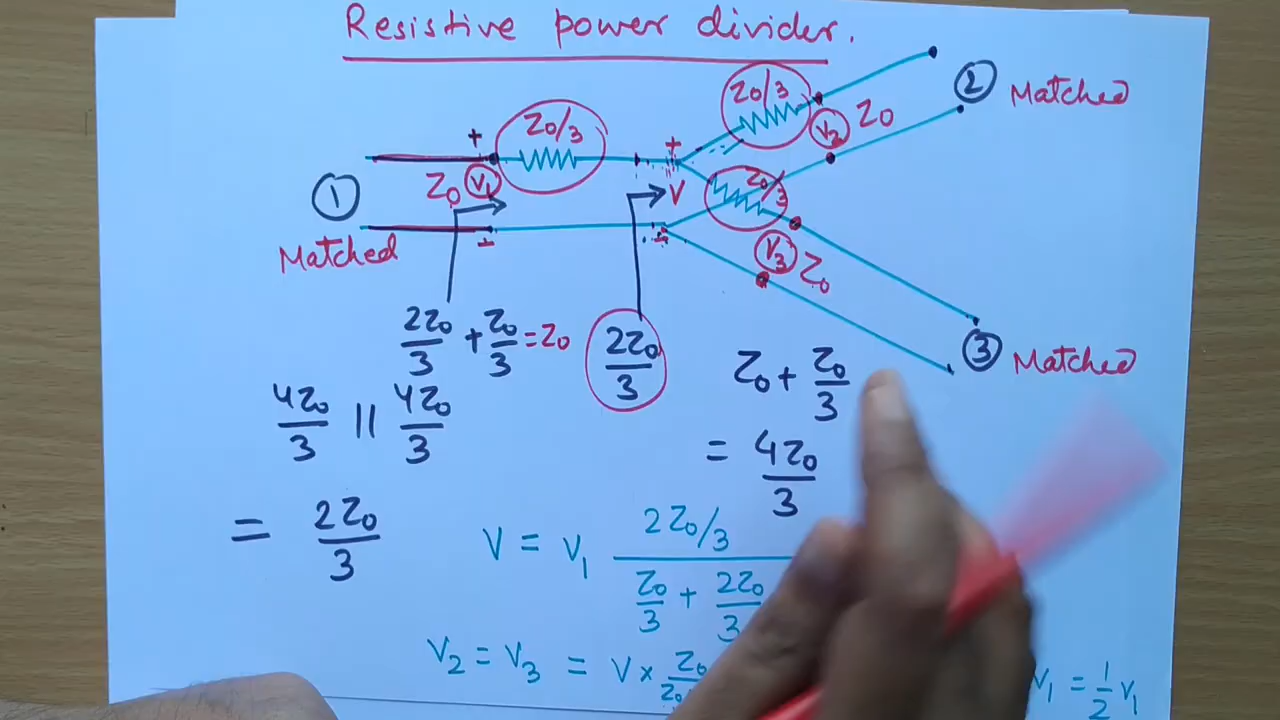 Resistive power divider.
Z0/3
2
Matched
+
Z0/3
+
V2
Z0
1
Z0
V1
V
Z0/3
Matched
V3
Z0
2Z0/3 + Z0/3 = Z0
2Z0/3
3
Matched
Z0 + Z0/3
4Z0/3 || 4Z0/3
= 4Z0/3
= 2Z0/3
V = V1 (2Z0/3) / (Z0/3 + 2Z0/3)
V2 = V3 = V × Z0
V1 = 1/2 V1